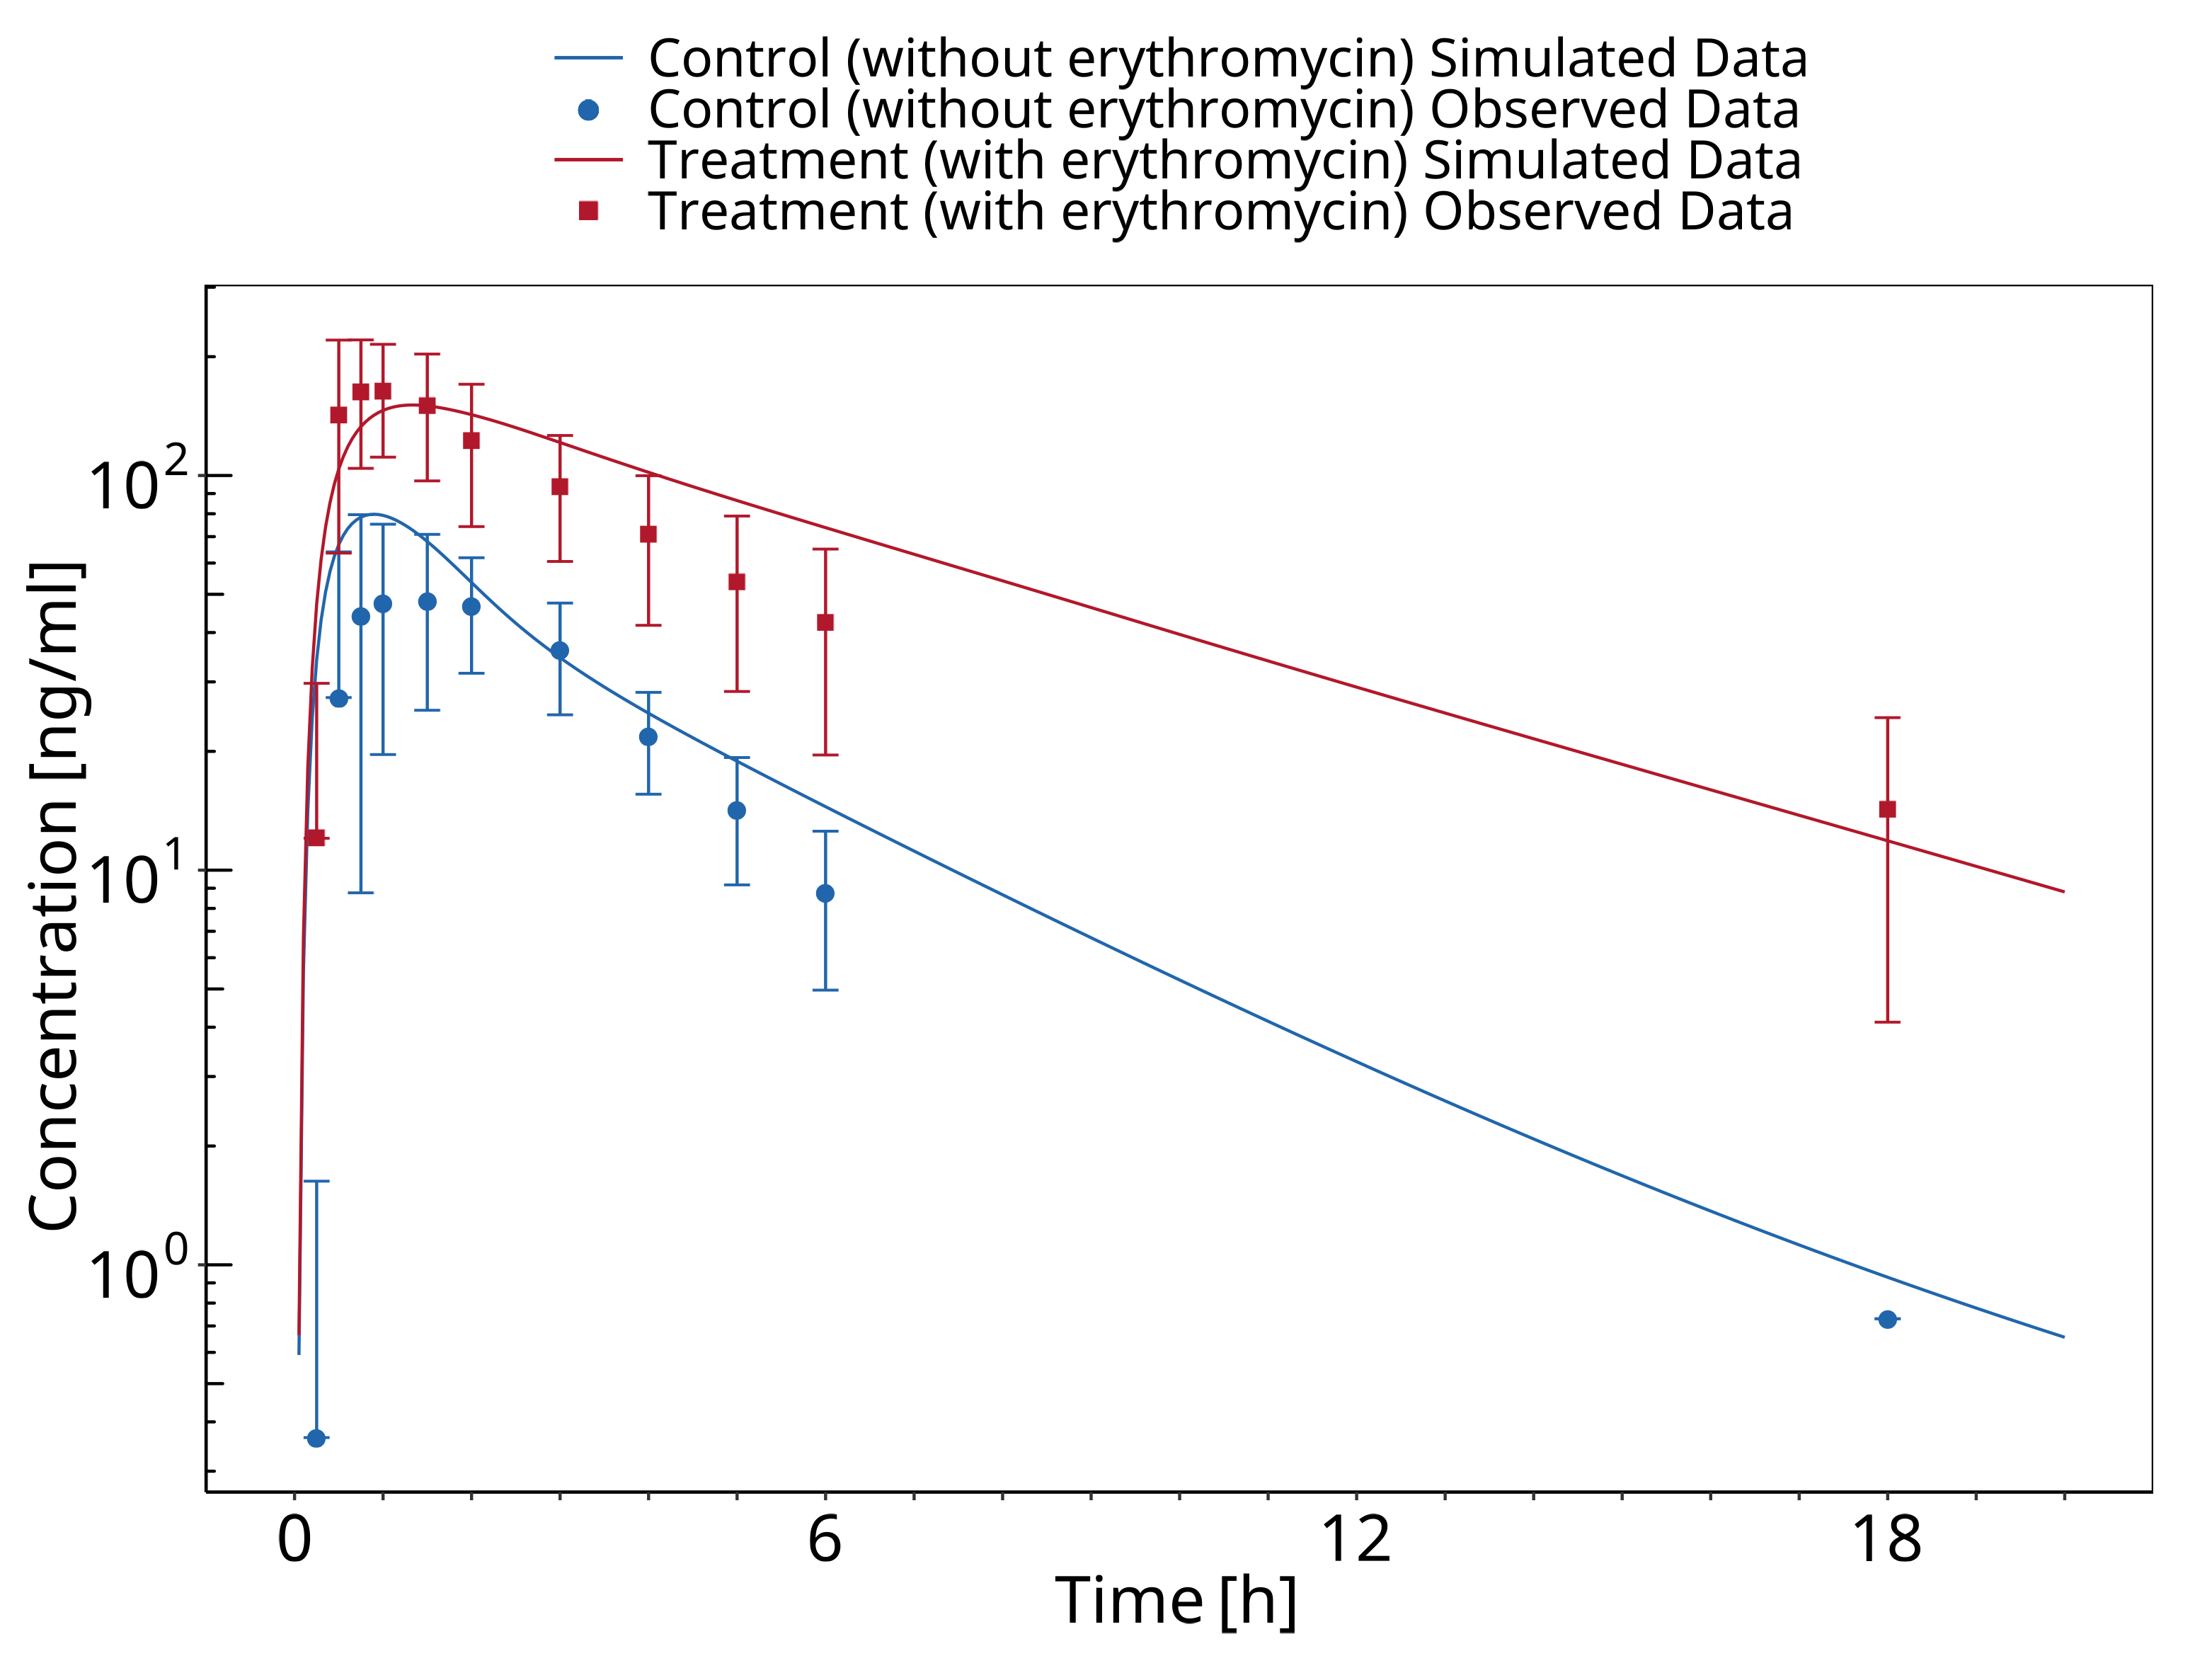 Control (without erythromycin) Simulated Data
Control (without erythromycin) Observed Data
Treatment (with erythromycin) Simulated Data
Treatment (with erythromycin) Observed Data
Concentration [ng/ml]
10²
10¹
10⁰
0 6 12 18
Time [h]